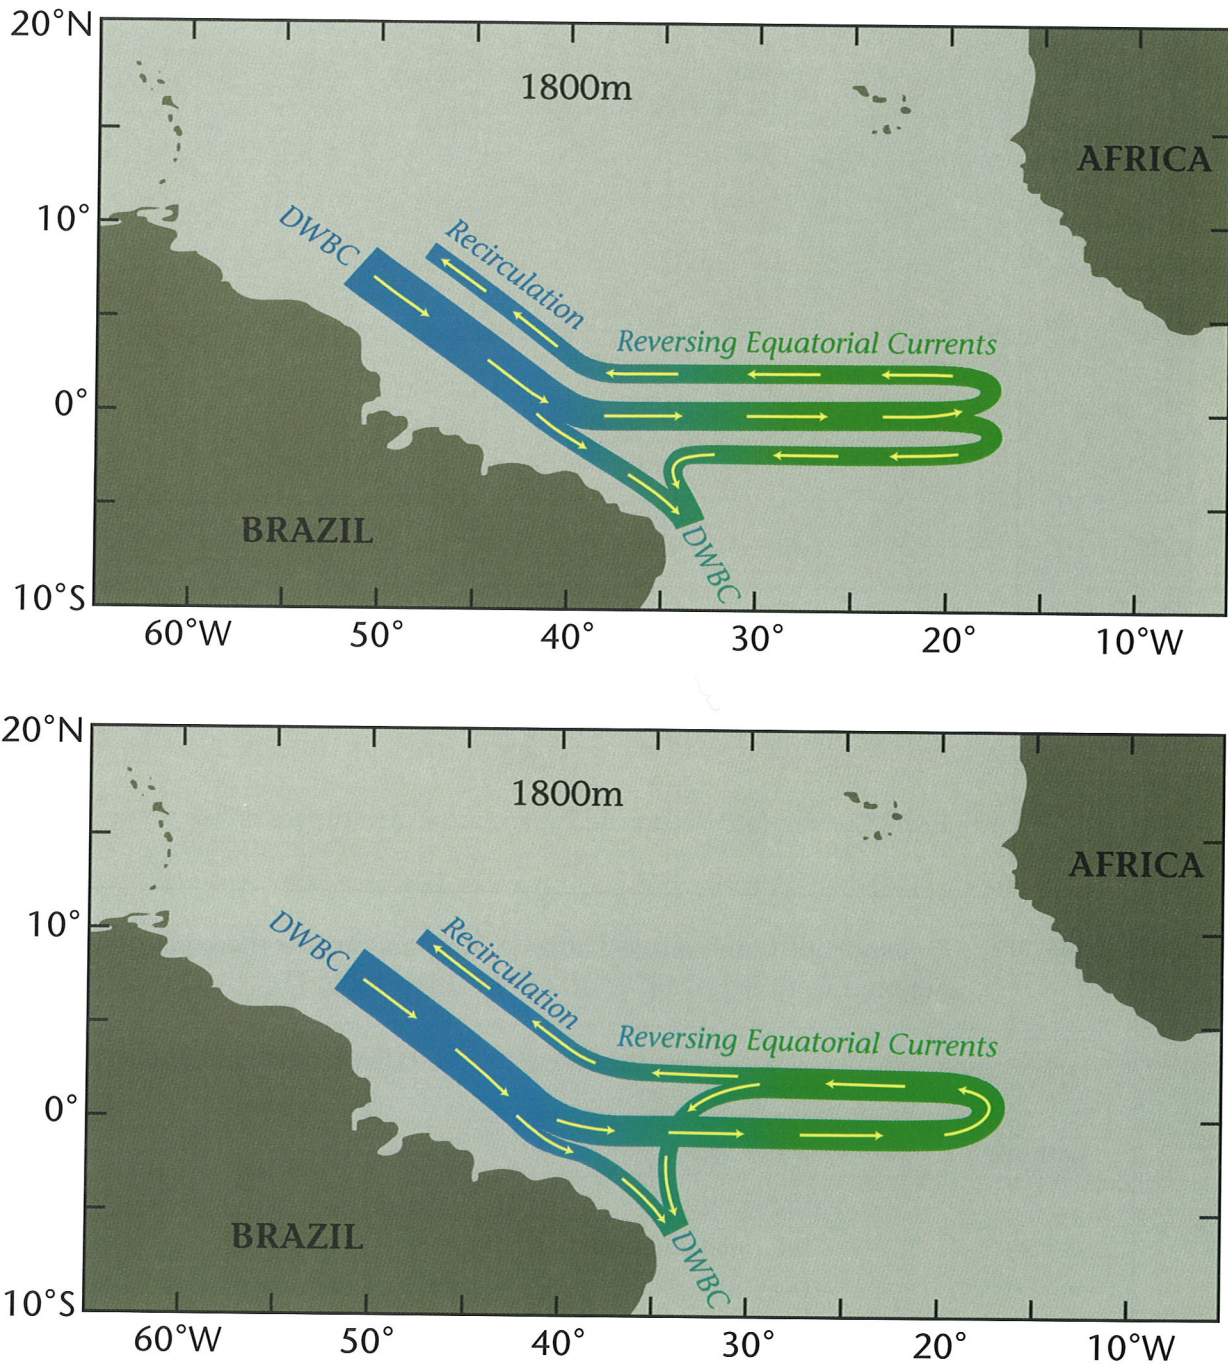 20°N
1800m
AFRICA
10°
DWBC
Recirculation
Reversing Equatorial Currents
0°
BRAZIL
DWBC
10°S
60°W 50° 40° 30° 20° 10°W
20°N
1800m
AFRICA
10°
DWBC
Recirculation
Reversing Equatorial Currents
0°
BRAZIL
DWBC
10°S
60°W 50° 40° 30° 20° 10°W